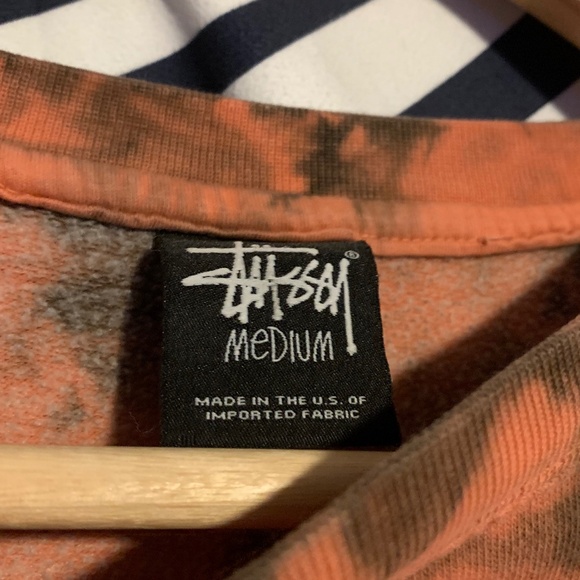 Stüssy®
MEDIUM
MADE IN THE U.S. OF
IMPORTED FABRIC